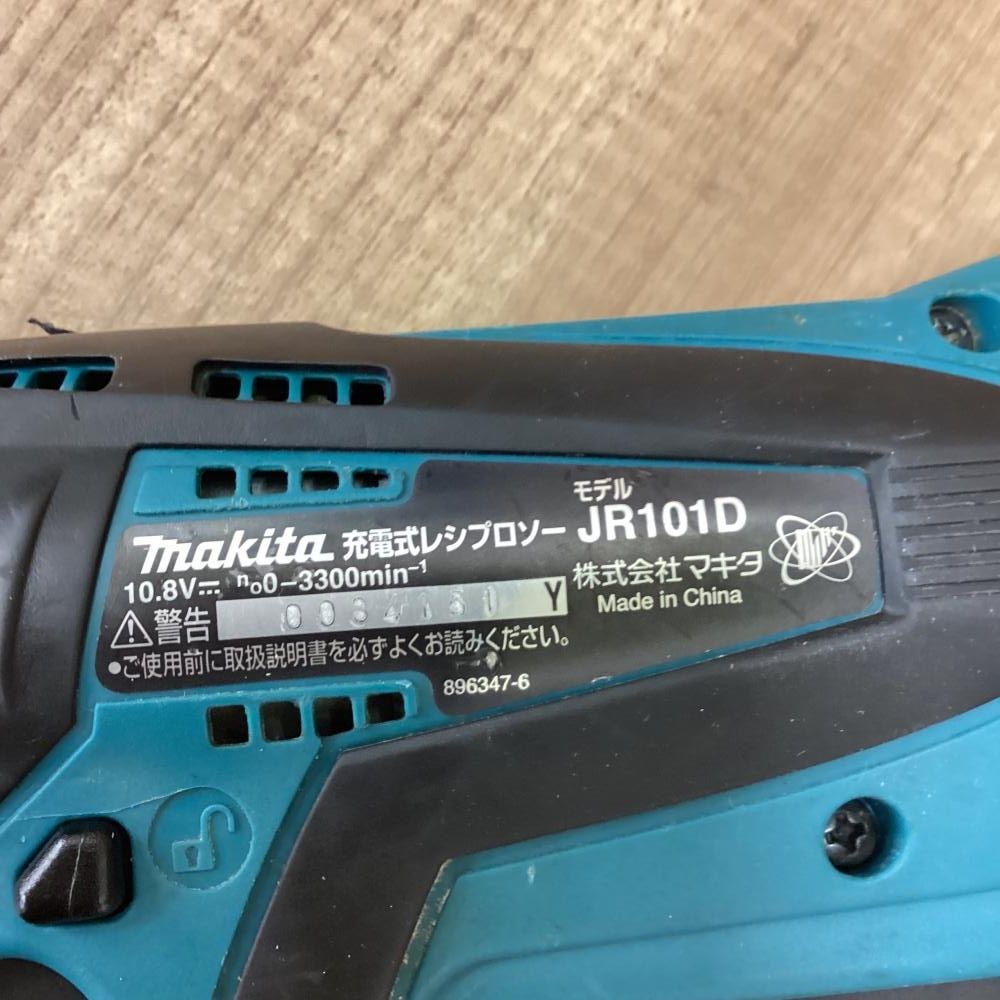 makita 充電式レシプロソー モデル JR101D
10.8V⎓ n₀0−3300min⁻¹ 株式会社 マキタ
⚠警告 Y Made in China
●ご使用前に取扱説明書を必ずよくお読みください。
896347-6